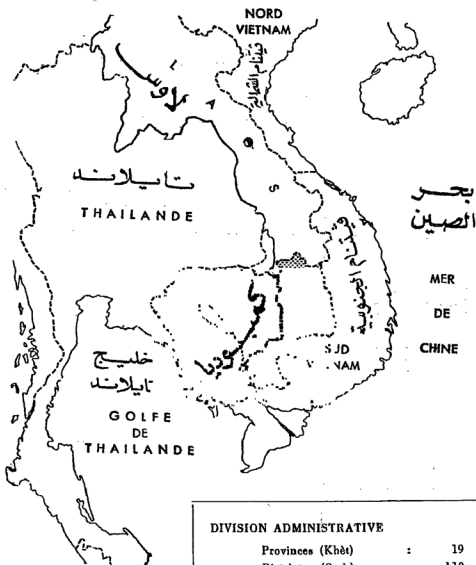 NORD
VIETNAM
فيتنام الشمالية
لاوس
L
A
O
S
تايلاند
THAILANDE
بحر
الصين
فيتنام الجنوبية
MER
DE
CHINE
كمبوديا
SUD
NAM
خليج
تايلاند
GOLFE
DE
THAILANDE
DIVISION ADMINISTRATIVE
Provinces (Khèt) : 19